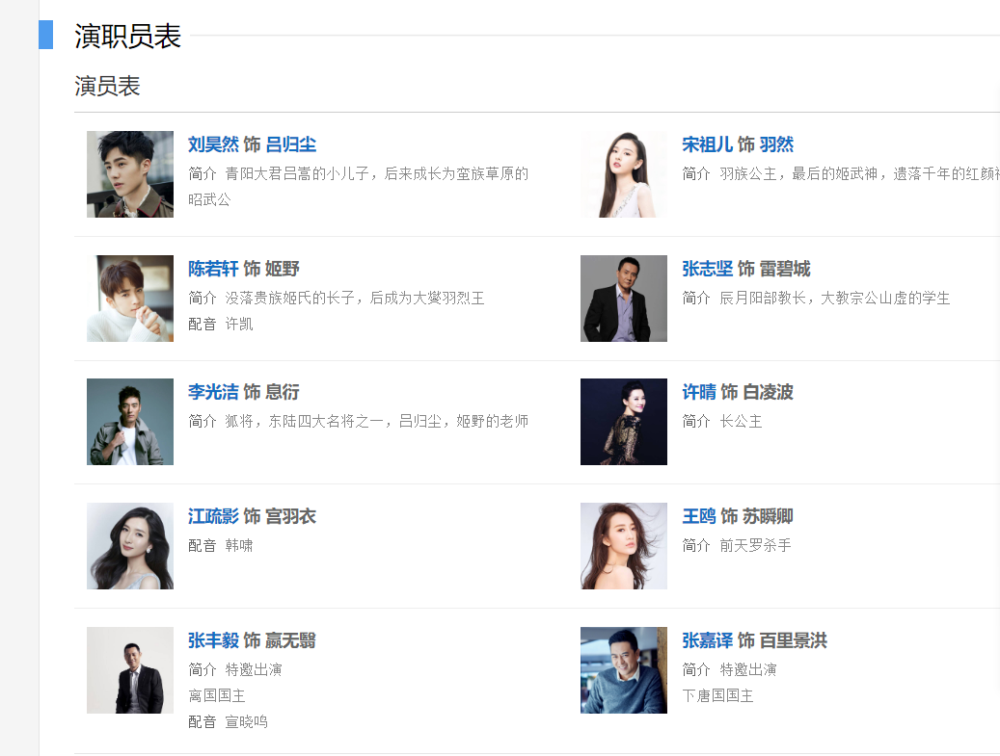 演职员表
演员表
刘昊然 饰 吕归尘
简介 青阳大君吕嵩的小儿子，后来成长为蛮族草原的
昭武公
宋祖儿 饰 羽然
简介 羽族公主，最后的姬武神，遗落千年的红颜
陈若轩 饰 姬野
简介 没落贵族姬氏的长子，后成为大燮羽烈王
配音 许凯
张志坚 饰 雷碧城
简介 辰月阳部教长，大教宗公山虚的学生
李光洁 饰 息衍
简介 狐将，东陆四大名将之一，吕归尘，姬野的老师
许晴 饰 白凌波
简介 长公主
江疏影 饰 宫羽衣
配音 韩啸
王鸥 饰 苏瞬卿
简介 前天罗杀手
张丰毅 饰 嬴无翳
简介 特邀出演
离国国主
配音 宣晓鸣
张嘉译 饰 百里景洪
简介 特邀出演
下唐国国主